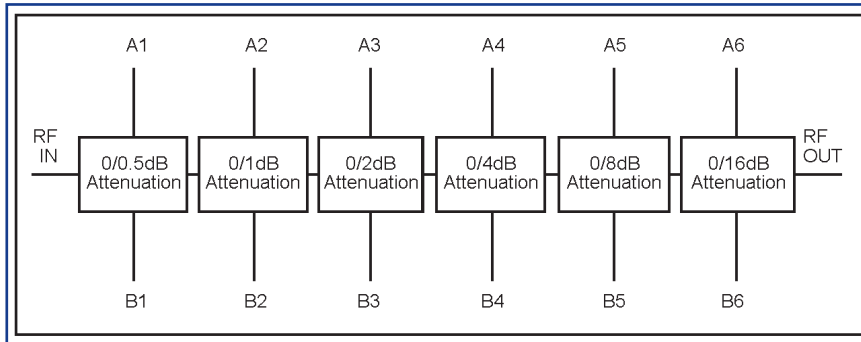 A1 A2 A3 A4 A5 A6
RF IN
0/0.5dB Attenuation
0/1dB Attenuation
0/2dB Attenuation
0/4dB Attenuation
0/8dB Attenuation
0/16dB Attenuation
RF OUT
B1 B2 B3 B4 B5 B6